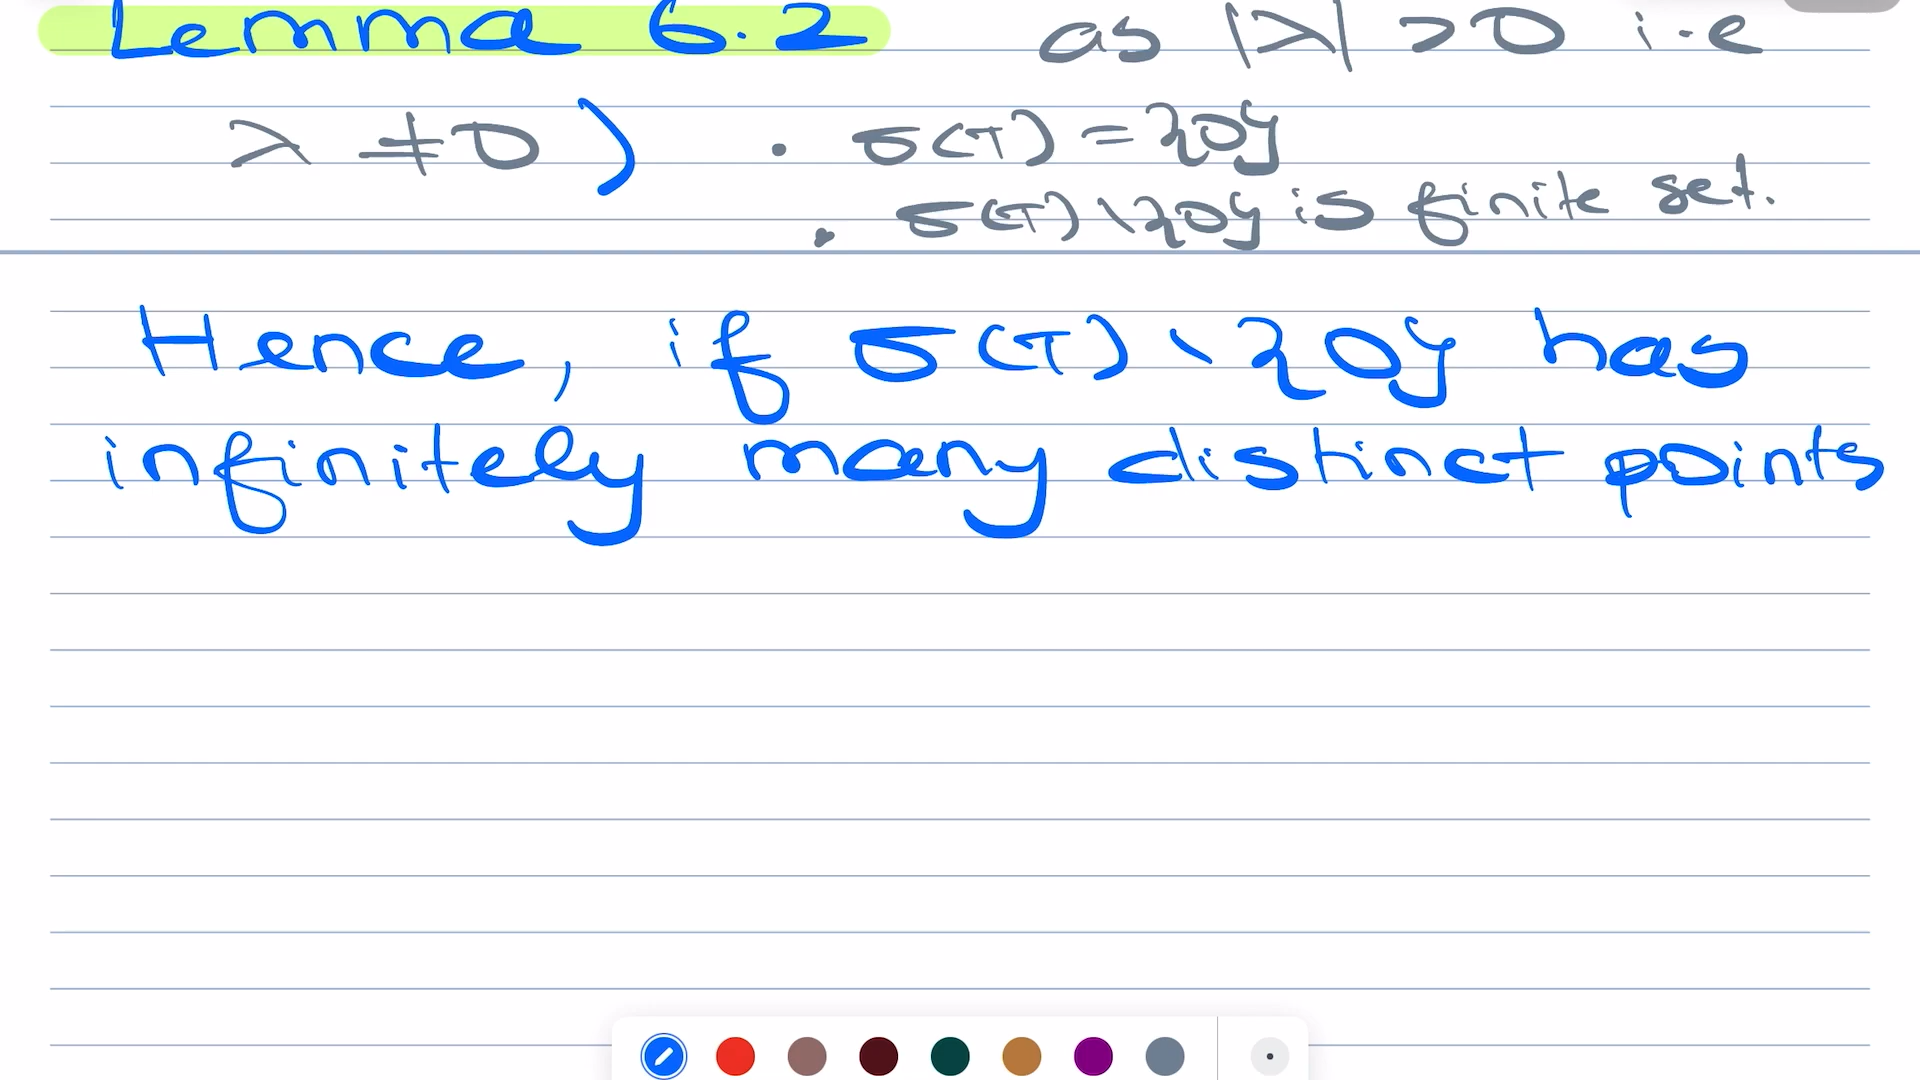 Lemma 6.2 as |λ| > 0 i.e
λ ≠ 0) . σ(T) = {0}
. σ(T) \ {0} is finite set.
Hence, if σ(T) \ {0} has
infinitely many distinct points